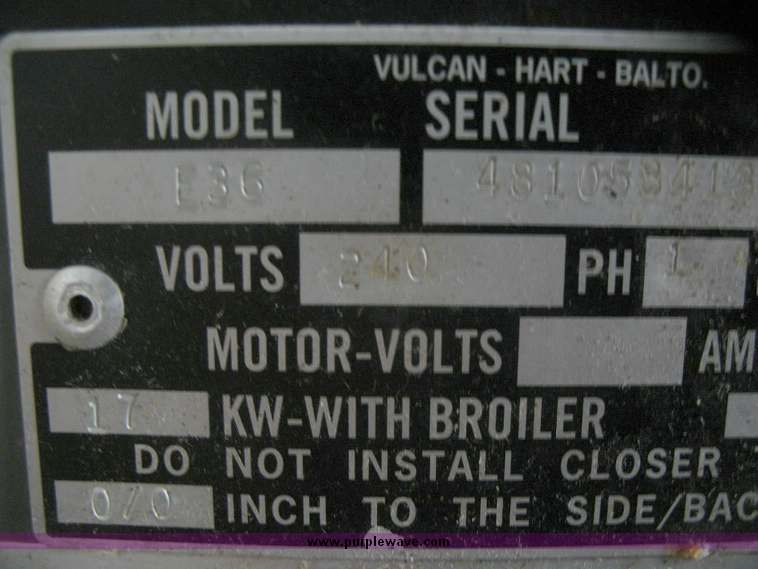 VULCAN - HART - BALTO.
MODEL SERIAL
E36
VOLTS 240 PH 1
MOTOR-VOLTS AM
17 KW-WITH BROILER
DO NOT INSTALL CLOSER
0/0 INCH TO THE SIDE/BAC
www.purplewave.com